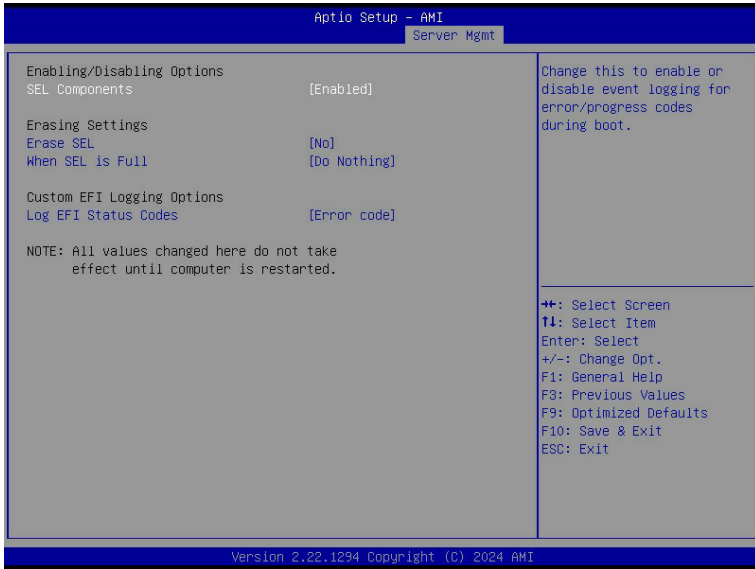 Aptio Setup – AMI
Server Mgmt
Enabling/Disabling Options
SEL Components [Enabled]
Erasing Settings
Erase SEL [No]
When SEL is Full [Do Nothing]
Custom EFI Logging Options
Log EFI Status Codes [Error code]
NOTE: All values changed here do not take
effect until computer is restarted.
Change this to enable or
disable event logging for
error/progress codes
during boot.
→←: Select Screen
↑↓: Select Item
Enter: Select
+/-: Change Opt.
F1: General Help
F3: Previous Values
F9: Optimized Defaults
F10: Save & Exit
ESC: Exit
Version 2.22.1294 Copyright (C) 2024 AMI